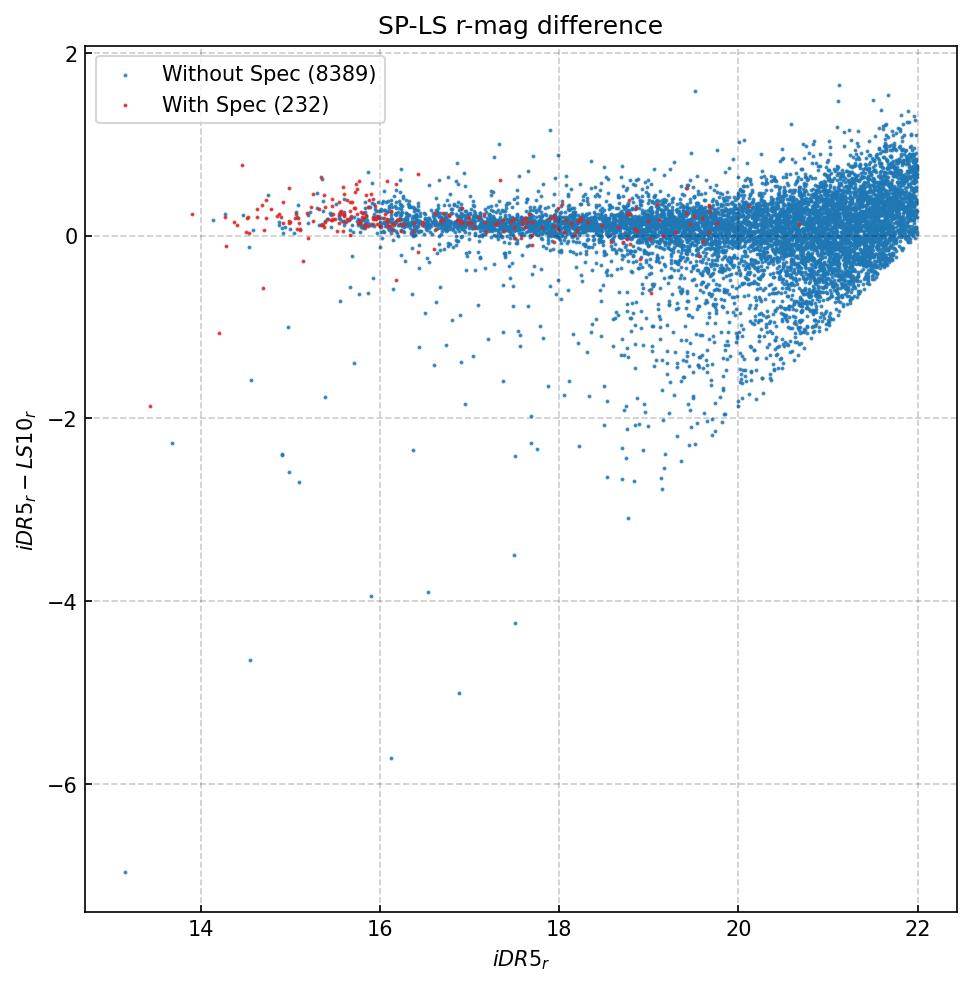 SP-LS r-mag difference
Without Spec (8389)
With Spec (232)
2
0
−2
−4
−6
iDR5r − LS10r
14
16
18
20
22
iDR5r